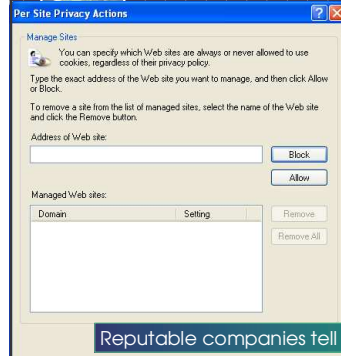 Per Site Privacy Actions
Manage Sites
You can specify which Web sites are always or never allowed to use
cookies, regardless of their privacy policy.
Type the exact address of the Web site you want to manage, and then click Allow
or Block.
To remove a site from the list of managed sites, select the name of the Web site
and click the Remove button.
Address of Web site:
Block
Allow
Managed Web sites:
Domain Setting
Remove
Remove All
Reputable companies tell